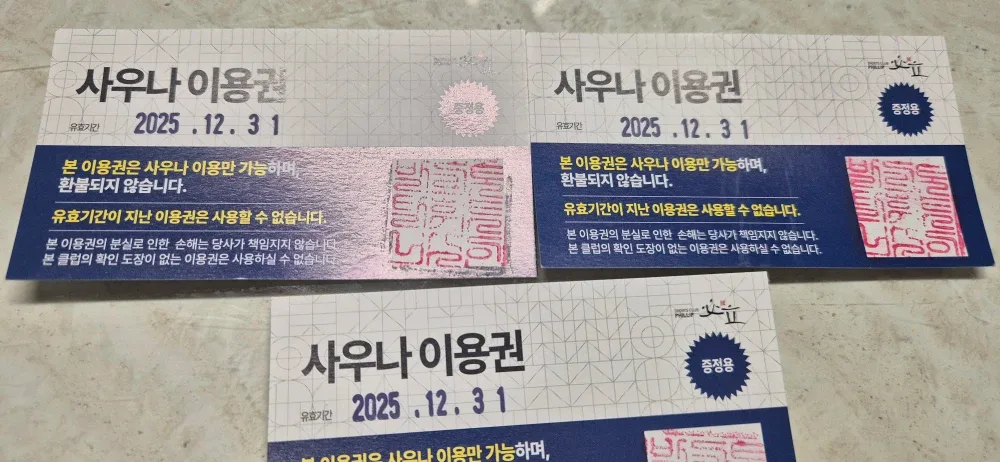 사우나 이용권
증정용
유효기간 2025 .12. 3 1
본 이용권은 사우나 이용만 가능하며,
환불되지 않습니다.
유효기간이 지난 이용권은 사용할 수 없습니다.
본 이용권의 분실로 인한 손해는 당사가 책임지지 않습니다.
본 클럽의 확인 도장이 없는 이용권은 사용하실 수 없습니다.
사우나 이용권
증정용
유효기간 2025 .12. 3 1
본 이용권은 사우나 이용만 가능하며,
환불되지 않습니다.
유효기간이 지난 이용권은 사용할 수 없습니다.
본 이용권의 분실로 인한 손해는 당사가 책임지지 않습니다.
본 클럽의 확인 도장이 없는 이용권은 사용하실 수 없습니다.
SPORTS CLUB
PHILLIP
사우나 이용권
증정용
유효기간 2025 .12. 3 1
본 이용권은 사우나 이용만 가능하며,